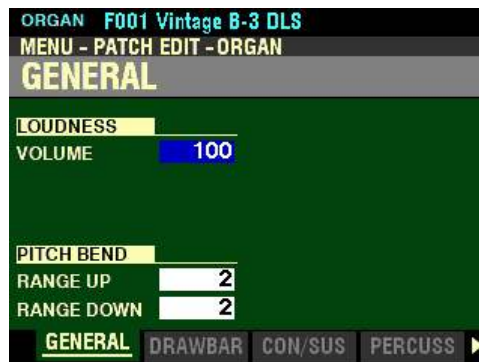 ORGAN F001 Vintage B-3 DLS
MENU - PATCH EDIT - ORGAN
GENERAL
LOUDNESS
VOLUME 100
PITCH BEND
RANGE UP 2
RANGE DOWN 2
GENERAL DRAWBAR CON/SUS PERCUSS